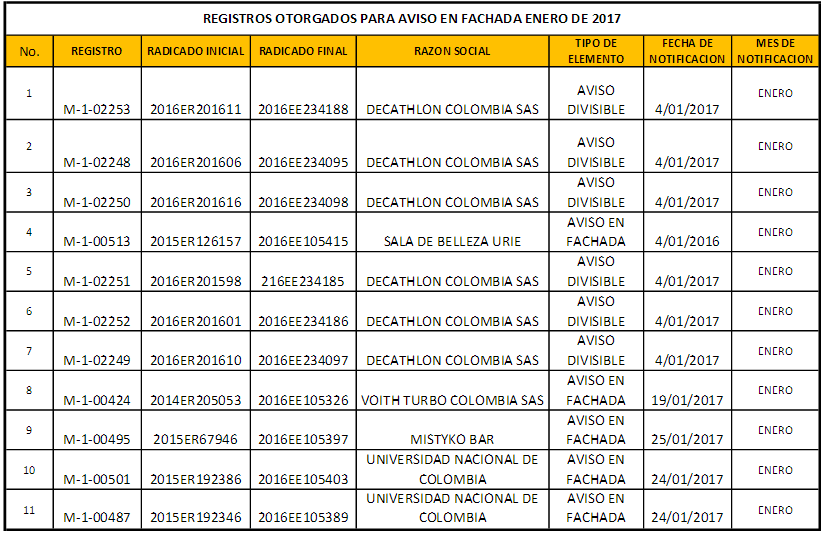 REGISTROS OTORGADOS PARA AVISO EN FACHADA ENERO DE 2017
No. REGISTRO RADICADO INICIAL RADICADO FINAL RAZON SOCIAL TIPO DE ELEMENTO FECHA DE NOTIFICACION MES DE NOTIFICACION
1 M-1-02253 2016ER201611 2016EE234188 DECATHLON COLOMBIA SAS AVISO DIVISIBLE 4/01/2017 ENERO
2 M-1-02248 2016ER201606 2016EE234095 DECATHLON COLOMBIA SAS AVISO DIVISIBLE 4/01/2017 ENERO
3 M-1-02250 2016ER201616 2016EE234098 DECATHLON COLOMBIA SAS AVISO DIVISIBLE 4/01/2017 ENERO
4 M-1-00513 2015ER126157 2016EE105415 SALA DE BELLEZA URIE AVISO EN FACHADA 4/01/2016 ENERO
5 M-1-02251 2016ER201598 216EE234185 DECATHLON COLOMBIA SAS AVISO DIVISIBLE 4/01/2017 ENERO
6 M-1-02252 2016ER201601 2016EE234186 DECATHLON COLOMBIA SAS AVISO DIVISIBLE 4/01/2017 ENERO
7 M-1-02249 2016ER201610 2016EE234097 DECATHLON COLOMBIA SAS AVISO DIVISIBLE 4/01/2017 ENERO
8 M-1-00424 2014ER205053 2016EE105326 VOITH TURBO COLOMBIA SAS AVISO EN FACHADA 19/01/2017 ENERO
9 M-1-00495 2015ER67946 2016EE105397 MISTYKO BAR AVISO EN FACHADA 25/01/2017 ENERO
10 M-1-00501 2015ER192386 2016EE105403 UNIVERSIDAD NACIONAL DE COLOMBIA AVISO EN FACHADA 24/01/2017 ENERO
11 M-1-00487 2015ER192346 2016EE105389 UNIVERSIDAD NACIONAL DE COLOMBIA AVISO EN FACHADA 24/01/2017 ENERO